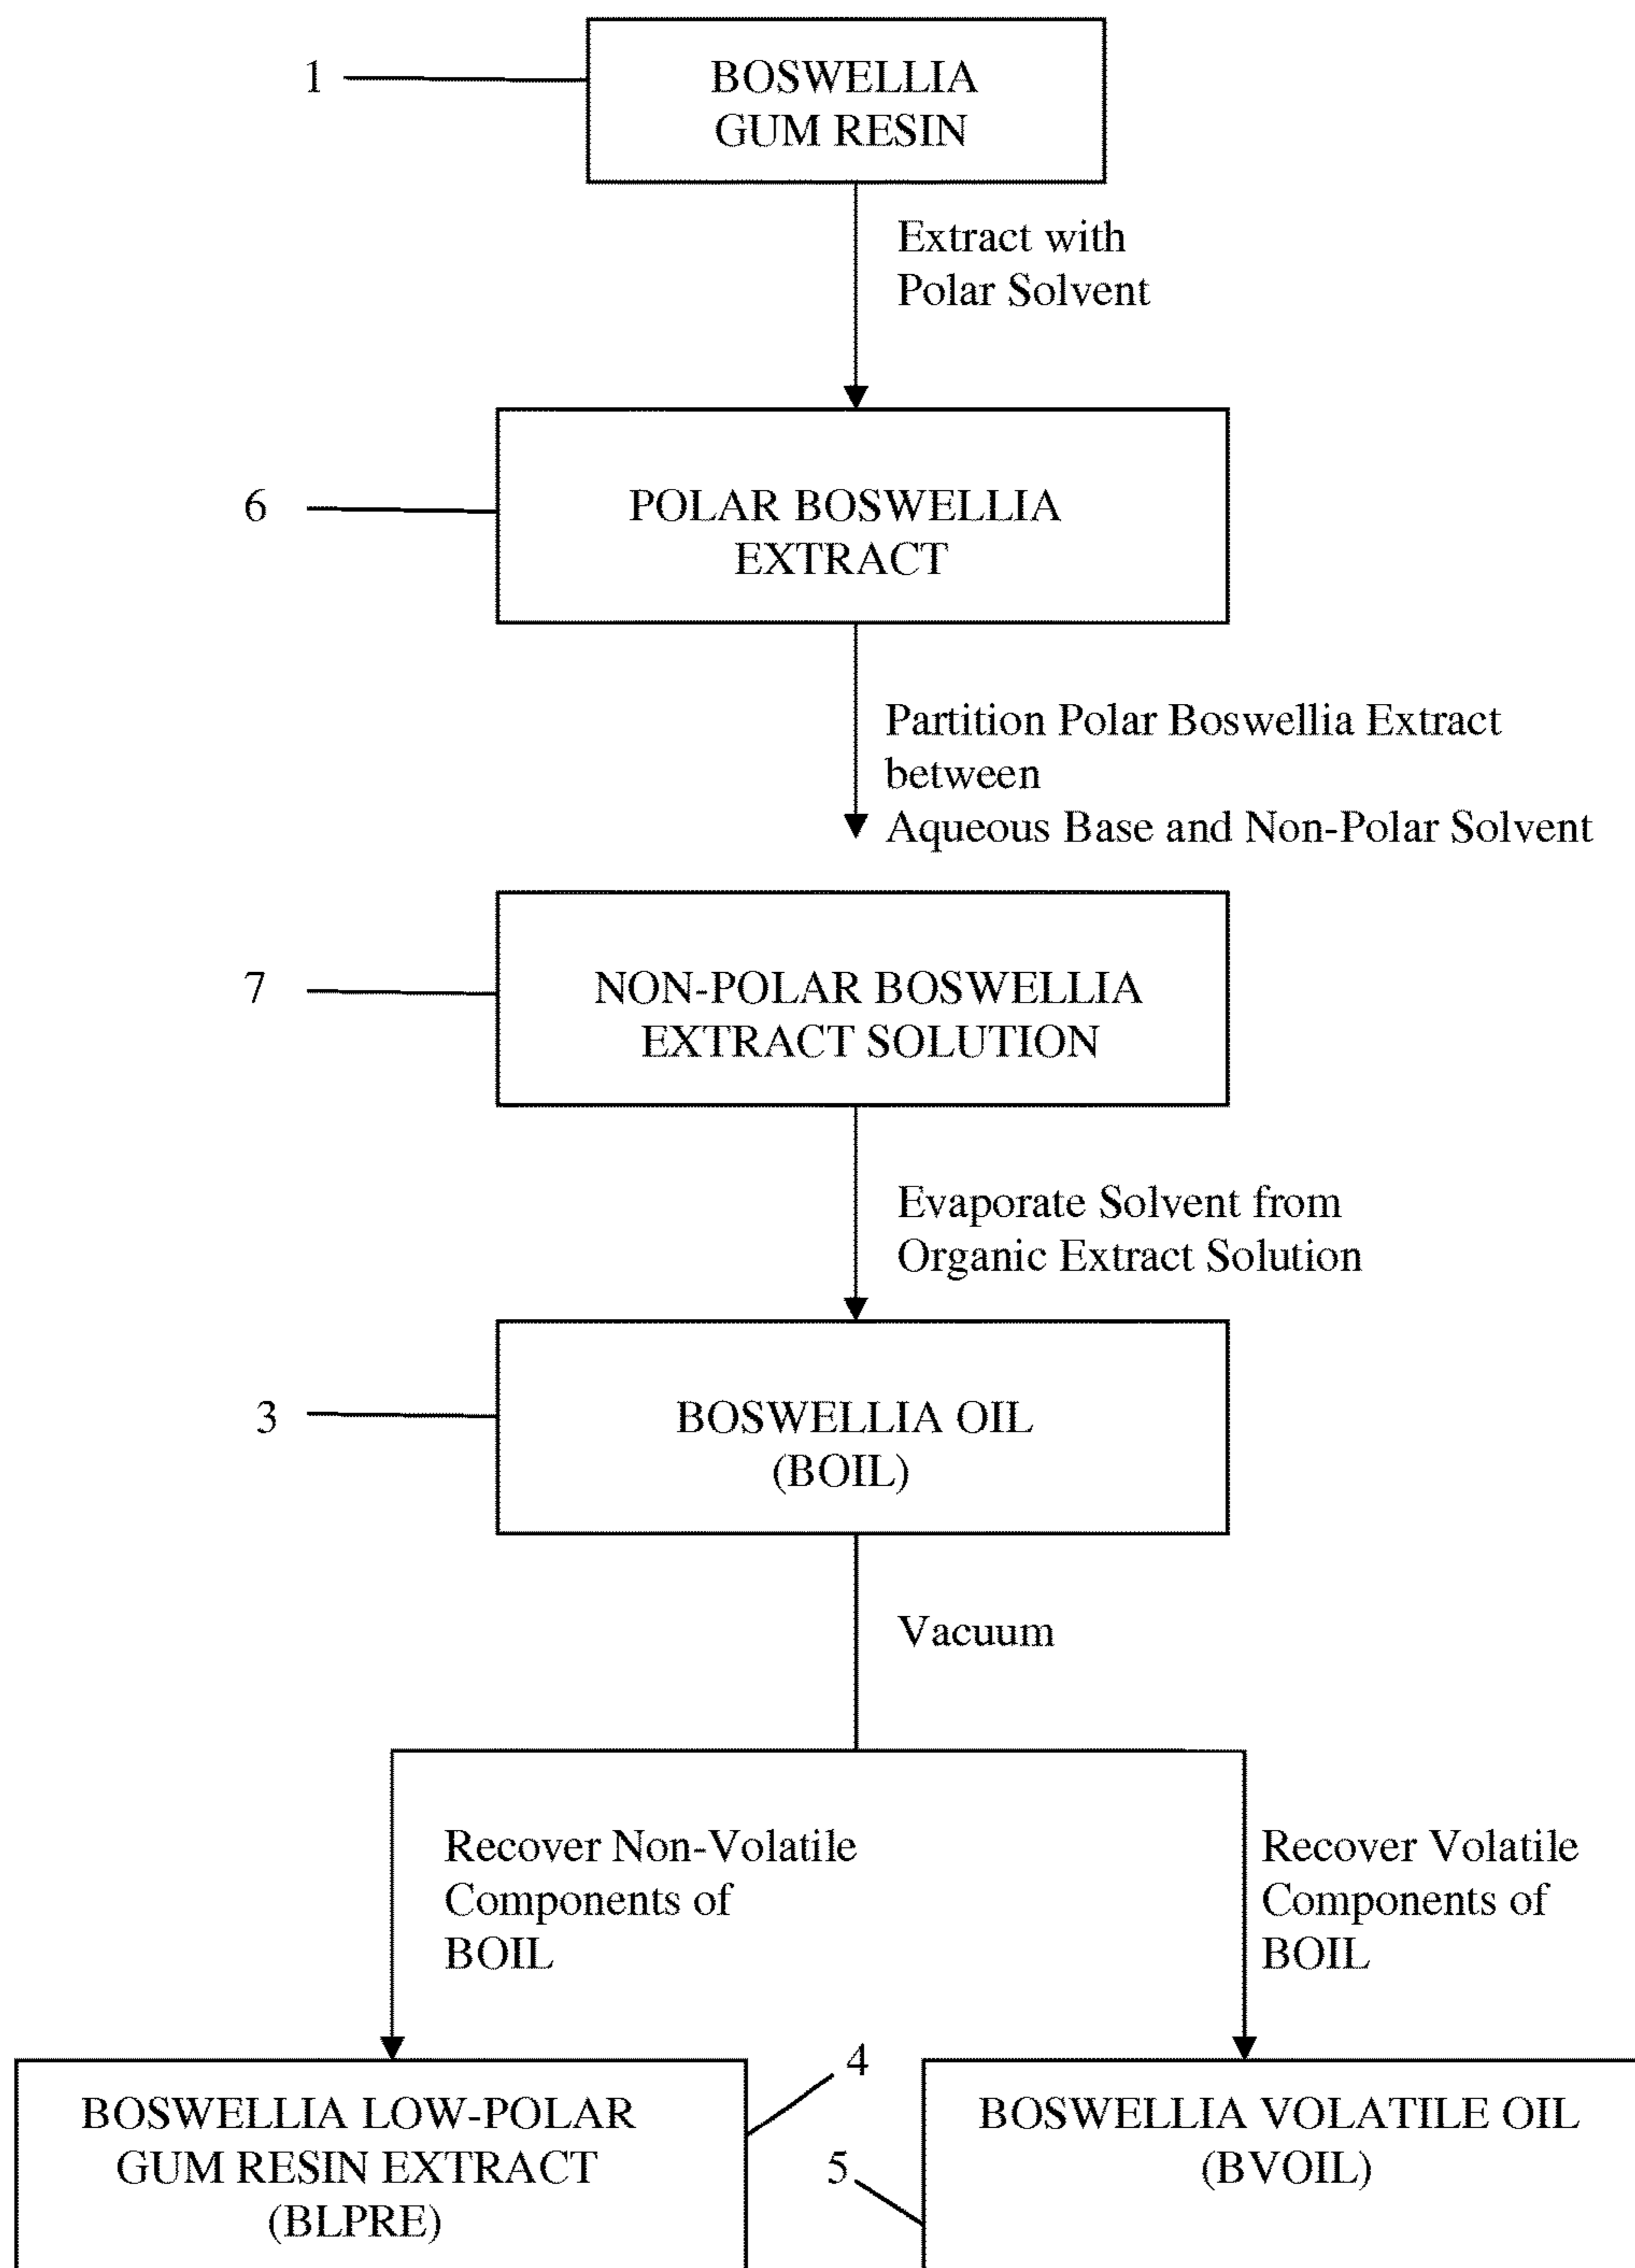 1
BOSWELLIA
GUM RESIN
Extract with
Polar Solvent
6
POLAR BOSWELLIA
EXTRACT
Partition Polar Boswellia Extract
between
Aqueous Base and Non-Polar Solvent
7
NON-POLAR BOSWELLIA
EXTRACT SOLUTION
Evaporate Solvent from
Organic Extract Solution
3
BOSWELLIA OIL
(BOIL)
Vacuum
Recover Non-Volatile
Components of
BOIL
Recover Volatile
Components of
BOIL
4
BOSWELLIA LOW-POLAR
GUM RESIN EXTRACT
(BLPRE)
5
BOSWELLIA VOLATILE OIL
(BVOIL)